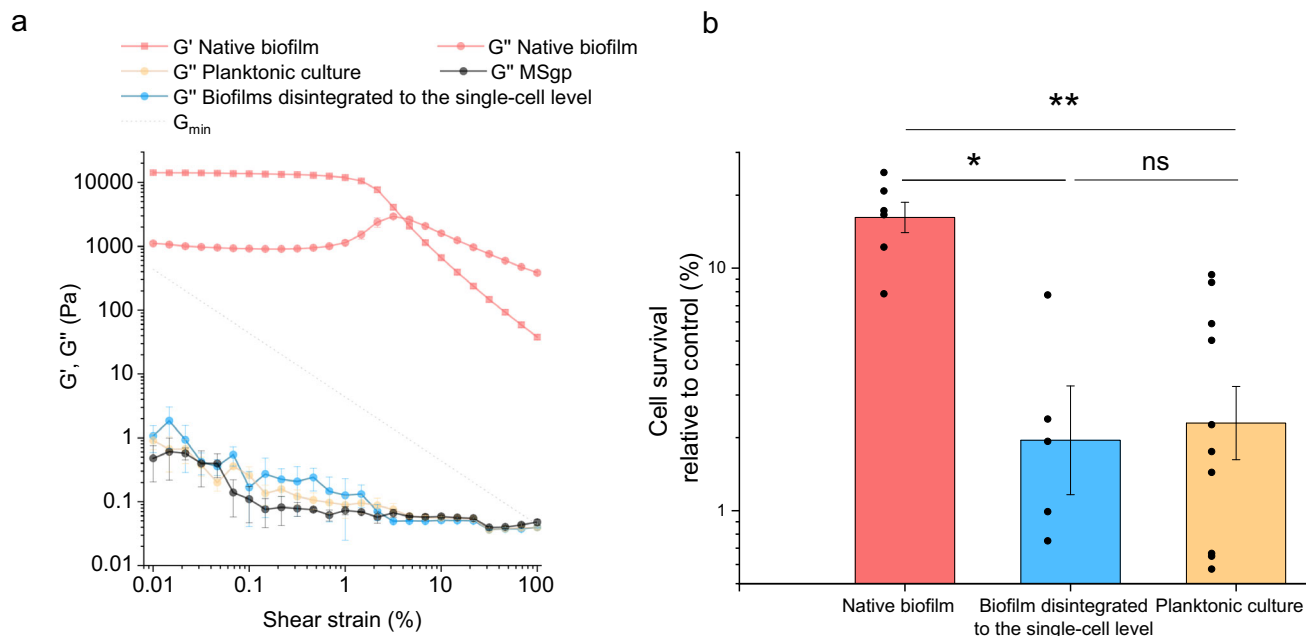 a
G' Native biofilm
G" Native biofilm
G" Planktonic culture
G" MSgp
G" Biofilms disintegrated to the single-cell level
Gmin
10000
1000
100
10
1
0.1
0.01
G', G" (Pa)
0.01
0.1
1
10
100
Shear strain (%)
b
**
*
ns
10
1
Cell survival
relative to control (%)
Native biofilm
Biofilm disintegrated
to the single-cell level
Planktonic culture